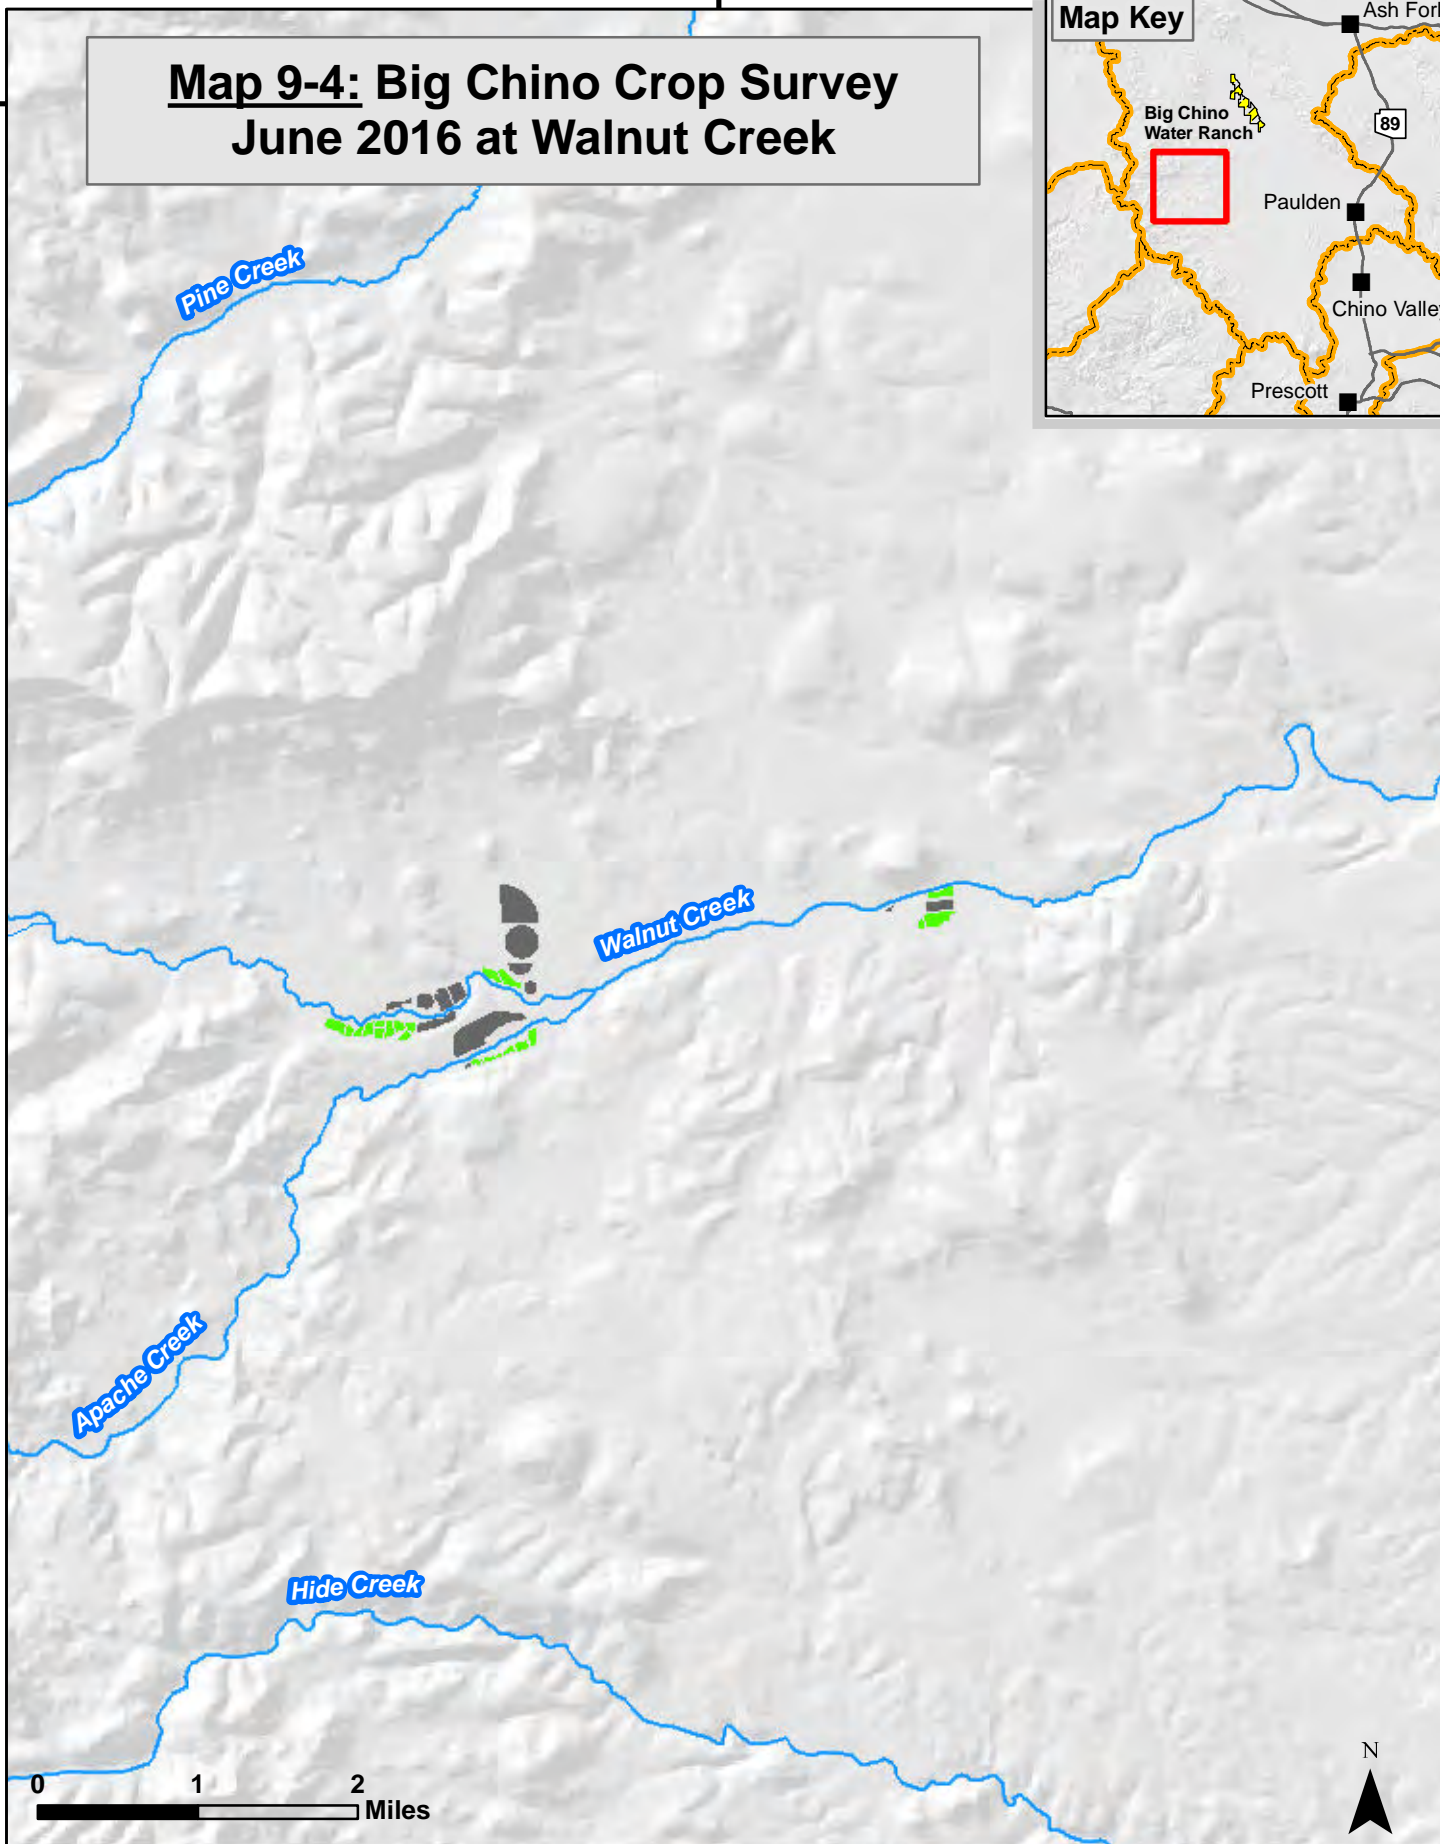 Map 9-4: Big Chino Crop Survey
June 2016 at Walnut Creek
Map Key
Ash Fork
89
Big Chino
Water Ranch
Paulden
Chino Valley
Prescott
Pine Creek
Walnut Creek
Apache Creek
Hide Creek
0 1 2
Miles
N